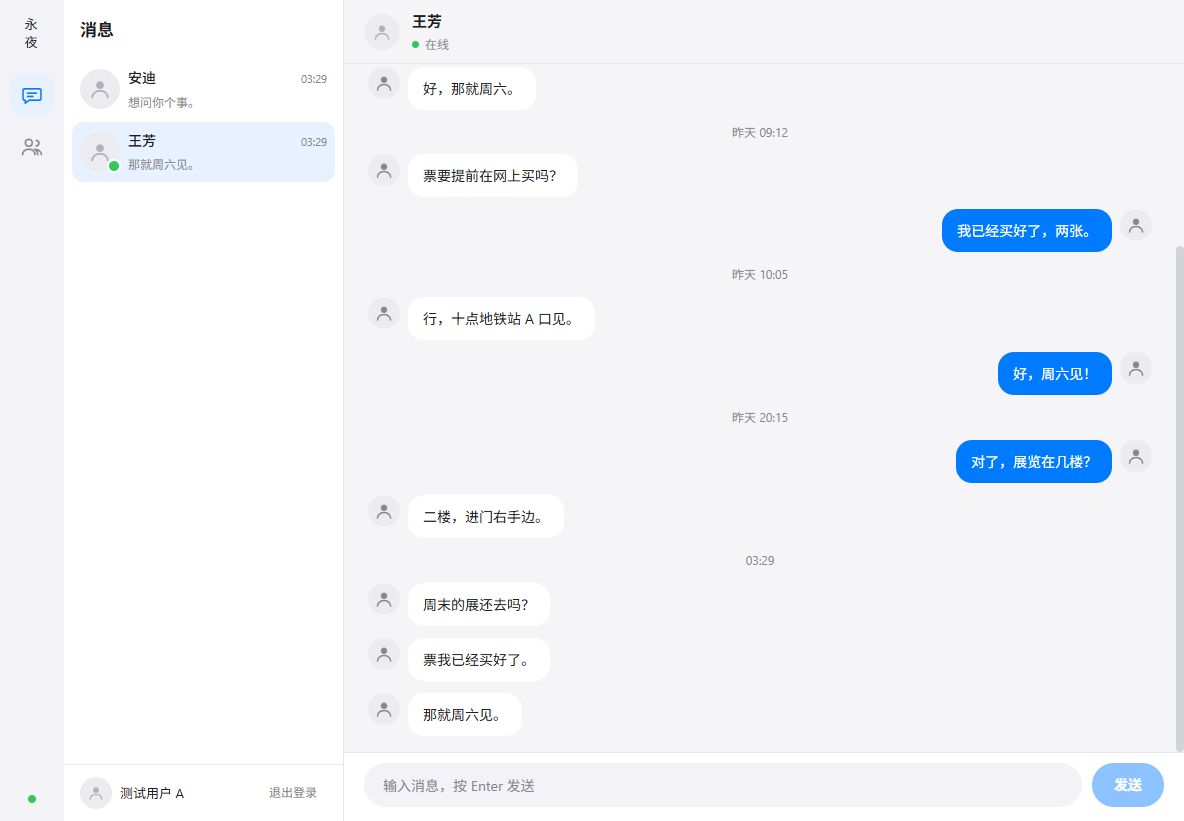 永
夜
消息
安迪
03:29
想问你个事。
王芳
03:29
那就周六见。
测试用户 A
退出登录
王芳
在线
好，那就周六。
昨天 09:12
票要提前在网上买吗？
我已经买好了，两张。
昨天 10:05
行，十点地铁站 A 口见。
好，周六见！
昨天 20:15
对了，展览在几楼？
二楼，进门右手边。
03:29
周末的展还去吗？
票我已经买好了。
那就周六见。
输入消息，按 Enter 发送
发送